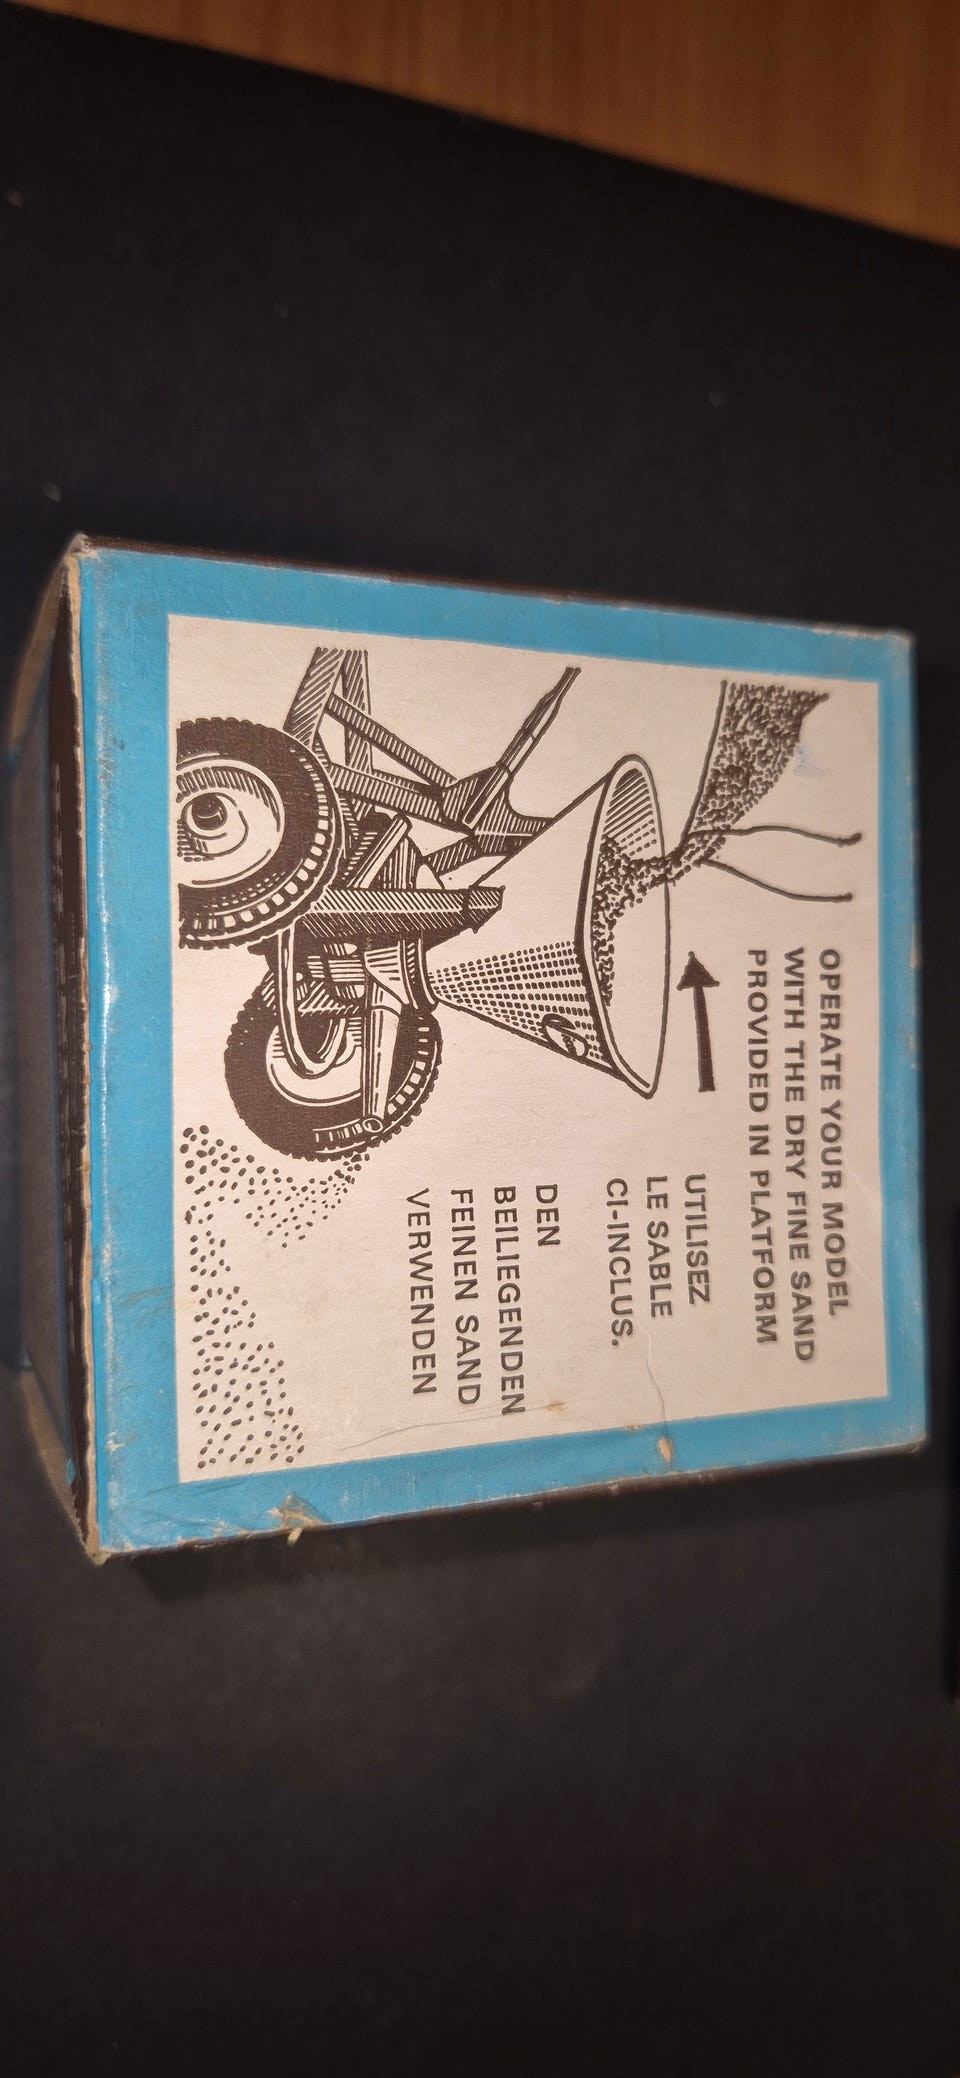 OPERATE YOUR MODEL
WITH THE DRY FINE SAND
PROVIDED IN PLATFORM
UTILISEZ
LE SABLE
CI-INCLUS.
DEN
BEILIEGENDEN
FEINEN SAND
VERWENDEN